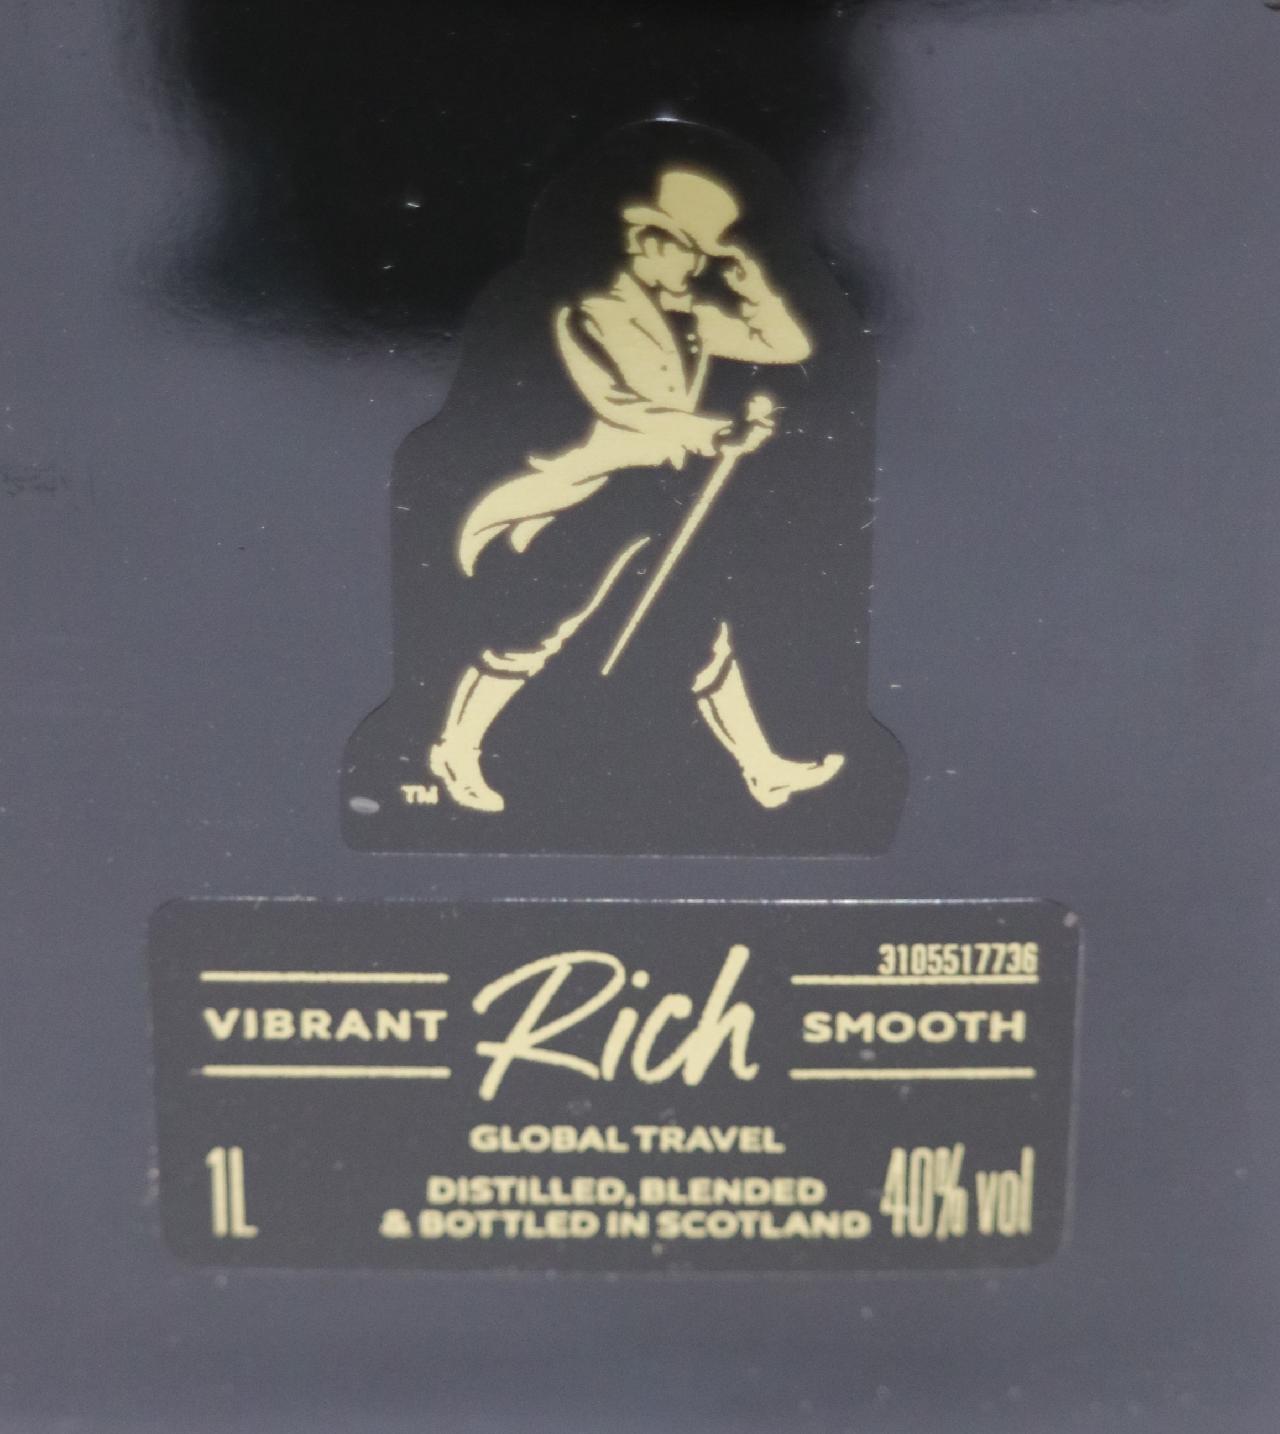 TM
3105517736
VIBRANT Rich SMOOTH
GLOBAL TRAVEL
1L
DISTILLED, BLENDED
& BOTTLED IN SCOTLAND
40% vol